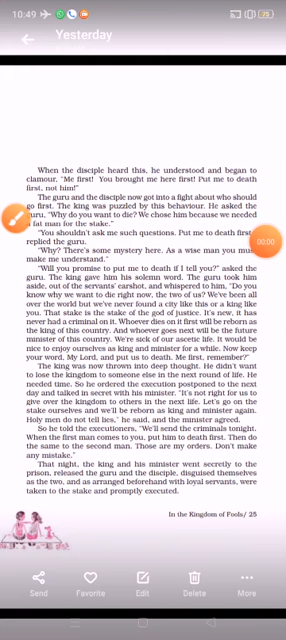 10:49
Yesterday
When the disciple heard this, he understood and began to
clamour, "Me first! You brought me here first! Put me to death
first, not him!"
The guru and the disciple now got into a fight about who should
go first. The king was puzzled by this behaviour. He asked the
guru, "Why do you want to die? We chose him because we needed
a fat man for the stake."
"You shouldn't ask me such questions. Put me to death first,"
replied the guru.
"Why? There's some mystery here. As a wise man you must
make me understand."
"Will you promise to put me to death if I tell you?" asked the
guru. The king gave him his solemn word. The guru took him
aside, out of the servants' earshot, and whispered to him, "Do you
know why we want to die right now, the two of us? We've been all
over the world but we've never found a city like this or a king like
you. That stake is the stake of the god of justice. It's new, it has
never had a criminal on it. Whoever dies on it first will be reborn as
the king of this country. And whoever goes next will be the future
minister of this country. We're sick of our ascetic life. It would be
nice to enjoy ourselves as king and minister for a while. Now keep
your word, My Lord, and put us to death. Me first, remember?"
The king was now thrown into deep thought. He didn't want
to lose the kingdom to someone else in the next round of life. He
needed time. So he ordered the execution postponed to the next
day and talked in secret with his minister. "It's not right for us to
give over the kingdom to others in the next life. Let's go on the
stake ourselves and we'll be reborn as king and minister again.
Holy men do not tell lies," he said, and the minister agreed.
So he told the executioners, "We'll send the criminals tonight.
When the first man comes to you, put him to death first. Then do
the same to the second man. Those are my orders. Don't make
any mistake."
That night, the king and his minister went secretly to the
prison, released the guru and the disciple, disguised themselves
as the two, and as arranged beforehand with loyal servants, were
taken to the stake and promptly executed.
In the Kingdom of Fools/ 25
00:00
Send Favorite Edit Delete More